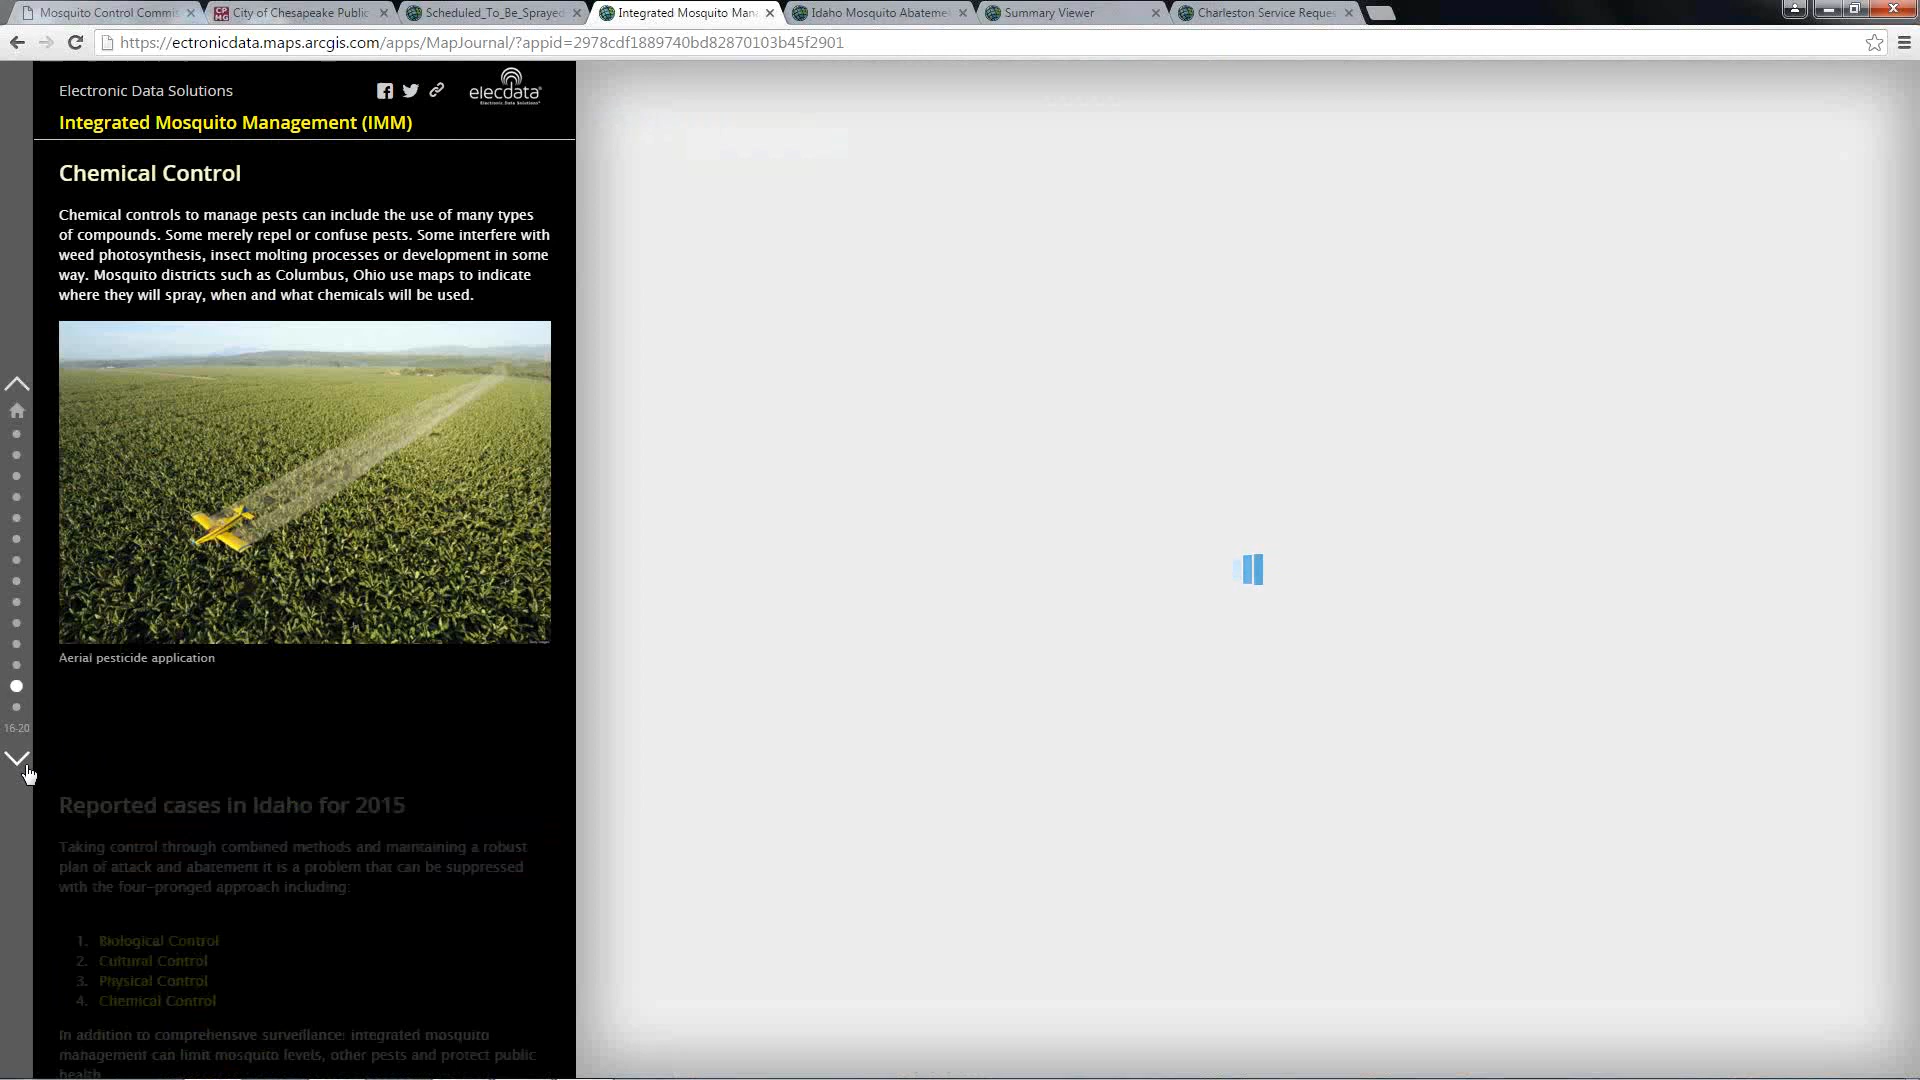 Mosquito Control Commis
City of Chesapeake Public
Scheduled_To_Be_Sprayed
Integrated Mosquito Man
Idaho Mosquito Abateme
Summary Viewer
Charleston Service Reques
https://ectronicdata.maps.arcgis.com/apps/MapJournal/?appid=2978cdf1889740bd82870103b45f2901
Electronic Data Solutions
elecdata
Electronic Data Solutions
Integrated Mosquito Management (IMM)
Chemical Control
Chemical controls to manage pests can include the use of many types
of compounds. Some merely repel or confuse pests. Some interfere with
weed photosynthesis, insect molting processes or development in some
way. Mosquito districts such as Columbus, Ohio use maps to indicate
where they will spray, when and what chemicals will be used.
Aerial pesticide application
16-20
Reported cases in Idaho for 2015
Taking control through combined methods and maintaining a robust
plan of attack and abatement it is a problem that can be suppressed
with the four-pronged approach including:
1. Biological Control
2. Cultural Control
3. Physical Control
4. Chemical Control
In addition to comprehensive surveillance: integrated mosquito
management can limit mosquito levels, other pests and protect public
health